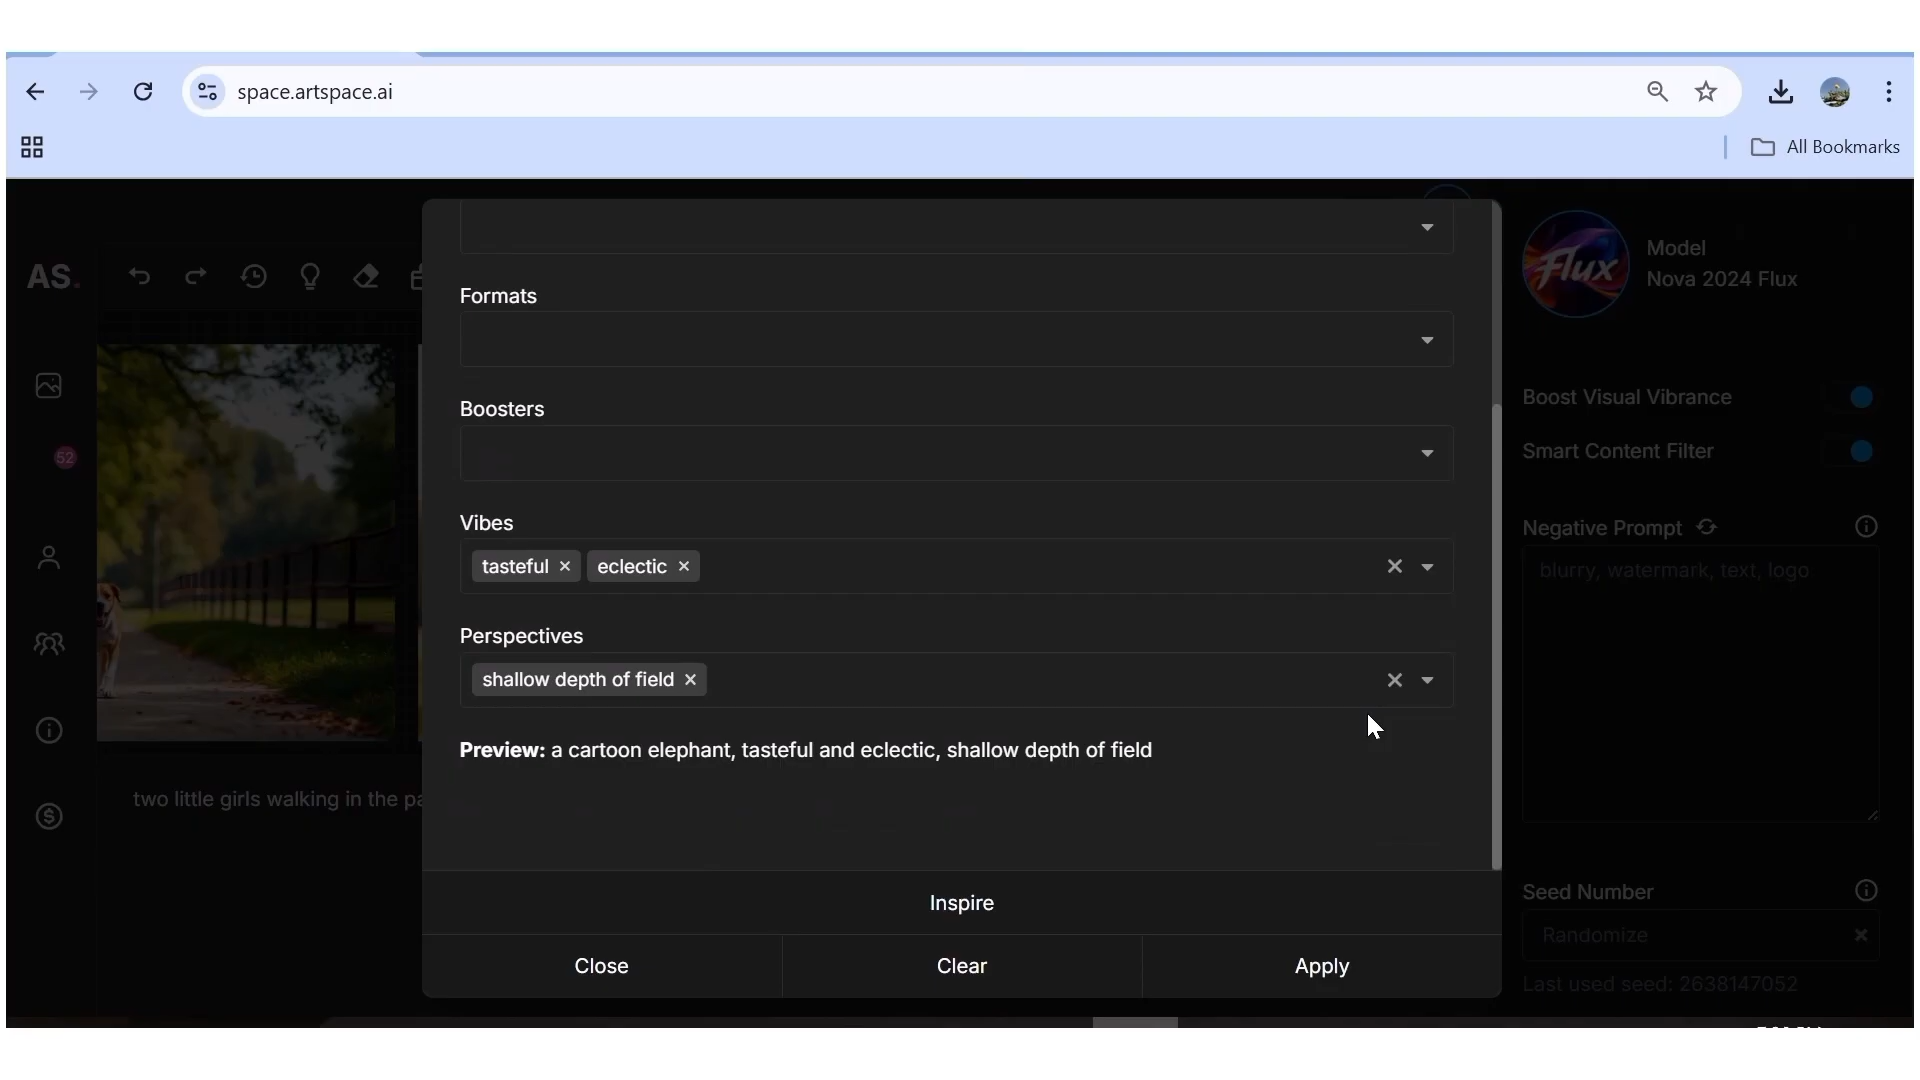 space.artspace.ai
All Bookmarks
AS.
52
two little girls walking in the pa
Formats
Boosters
Vibes
tasteful
eclectic
Perspectives
shallow depth of field
Preview: a cartoon elephant, tasteful and eclectic, shallow depth of field
Inspire
Close
Clear
Apply
Flux
Model
Nova 2024 Flux
Boost Visual Vibrance
Smart Content Filter
Negative Prompt
blurry, watermark, text, logo
Seed Number
Randomize
Last used seed: 2638147052